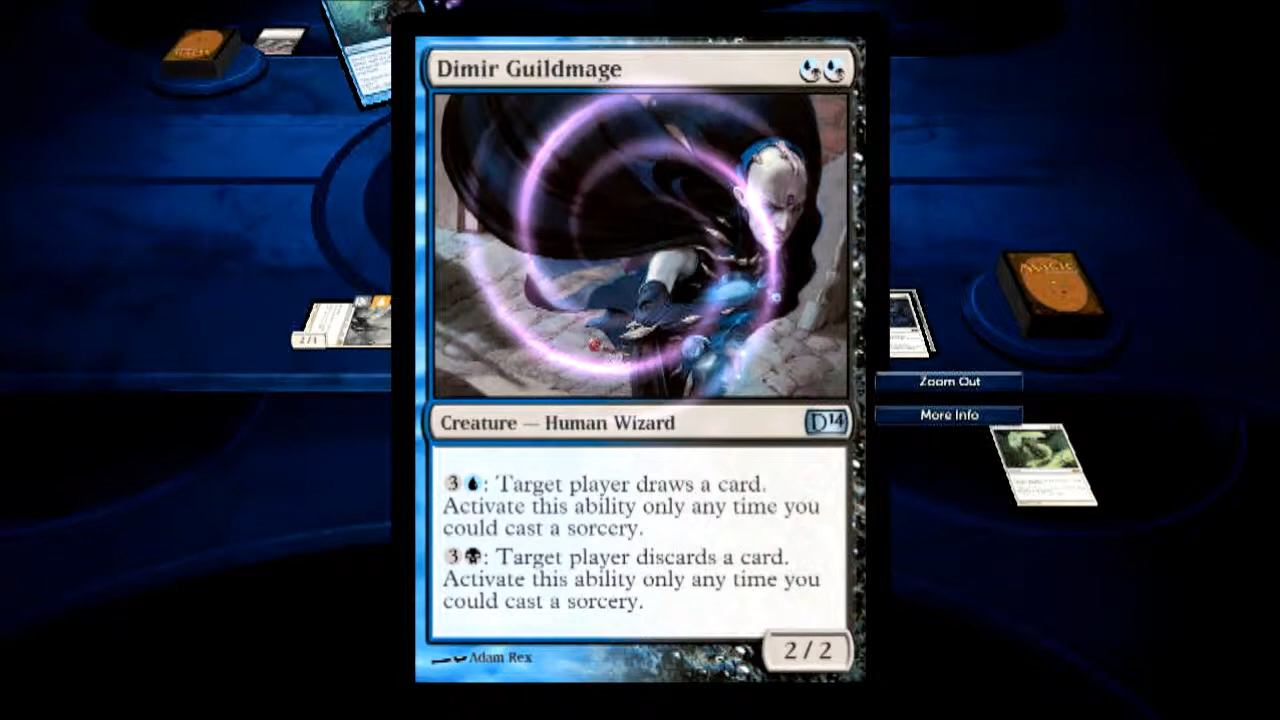 Dimir Guildmage
Creature — Human Wizard
D14
3: Target player draws a card.
Activate this ability only any time you
could cast a sorcery.
3: Target player discards a card.
Activate this ability only any time you
could cast a sorcery.
2 / 2
Adam Rex
Zoom Out
More Info
MAGIC
2/1